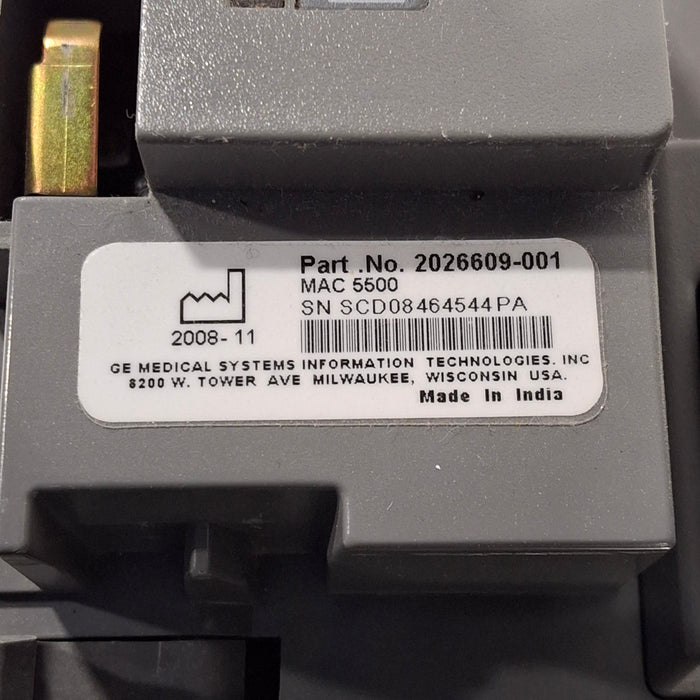 Part .No. 2026609-001
MAC 5500
SN SCD08464544PA
2008-11
GE MEDICAL SYSTEMS INFORMATION TECHNOLOGIES. INC
8200 W. TOWER AVE MILWAUKEE, WISCONSIN USA.
Made In India